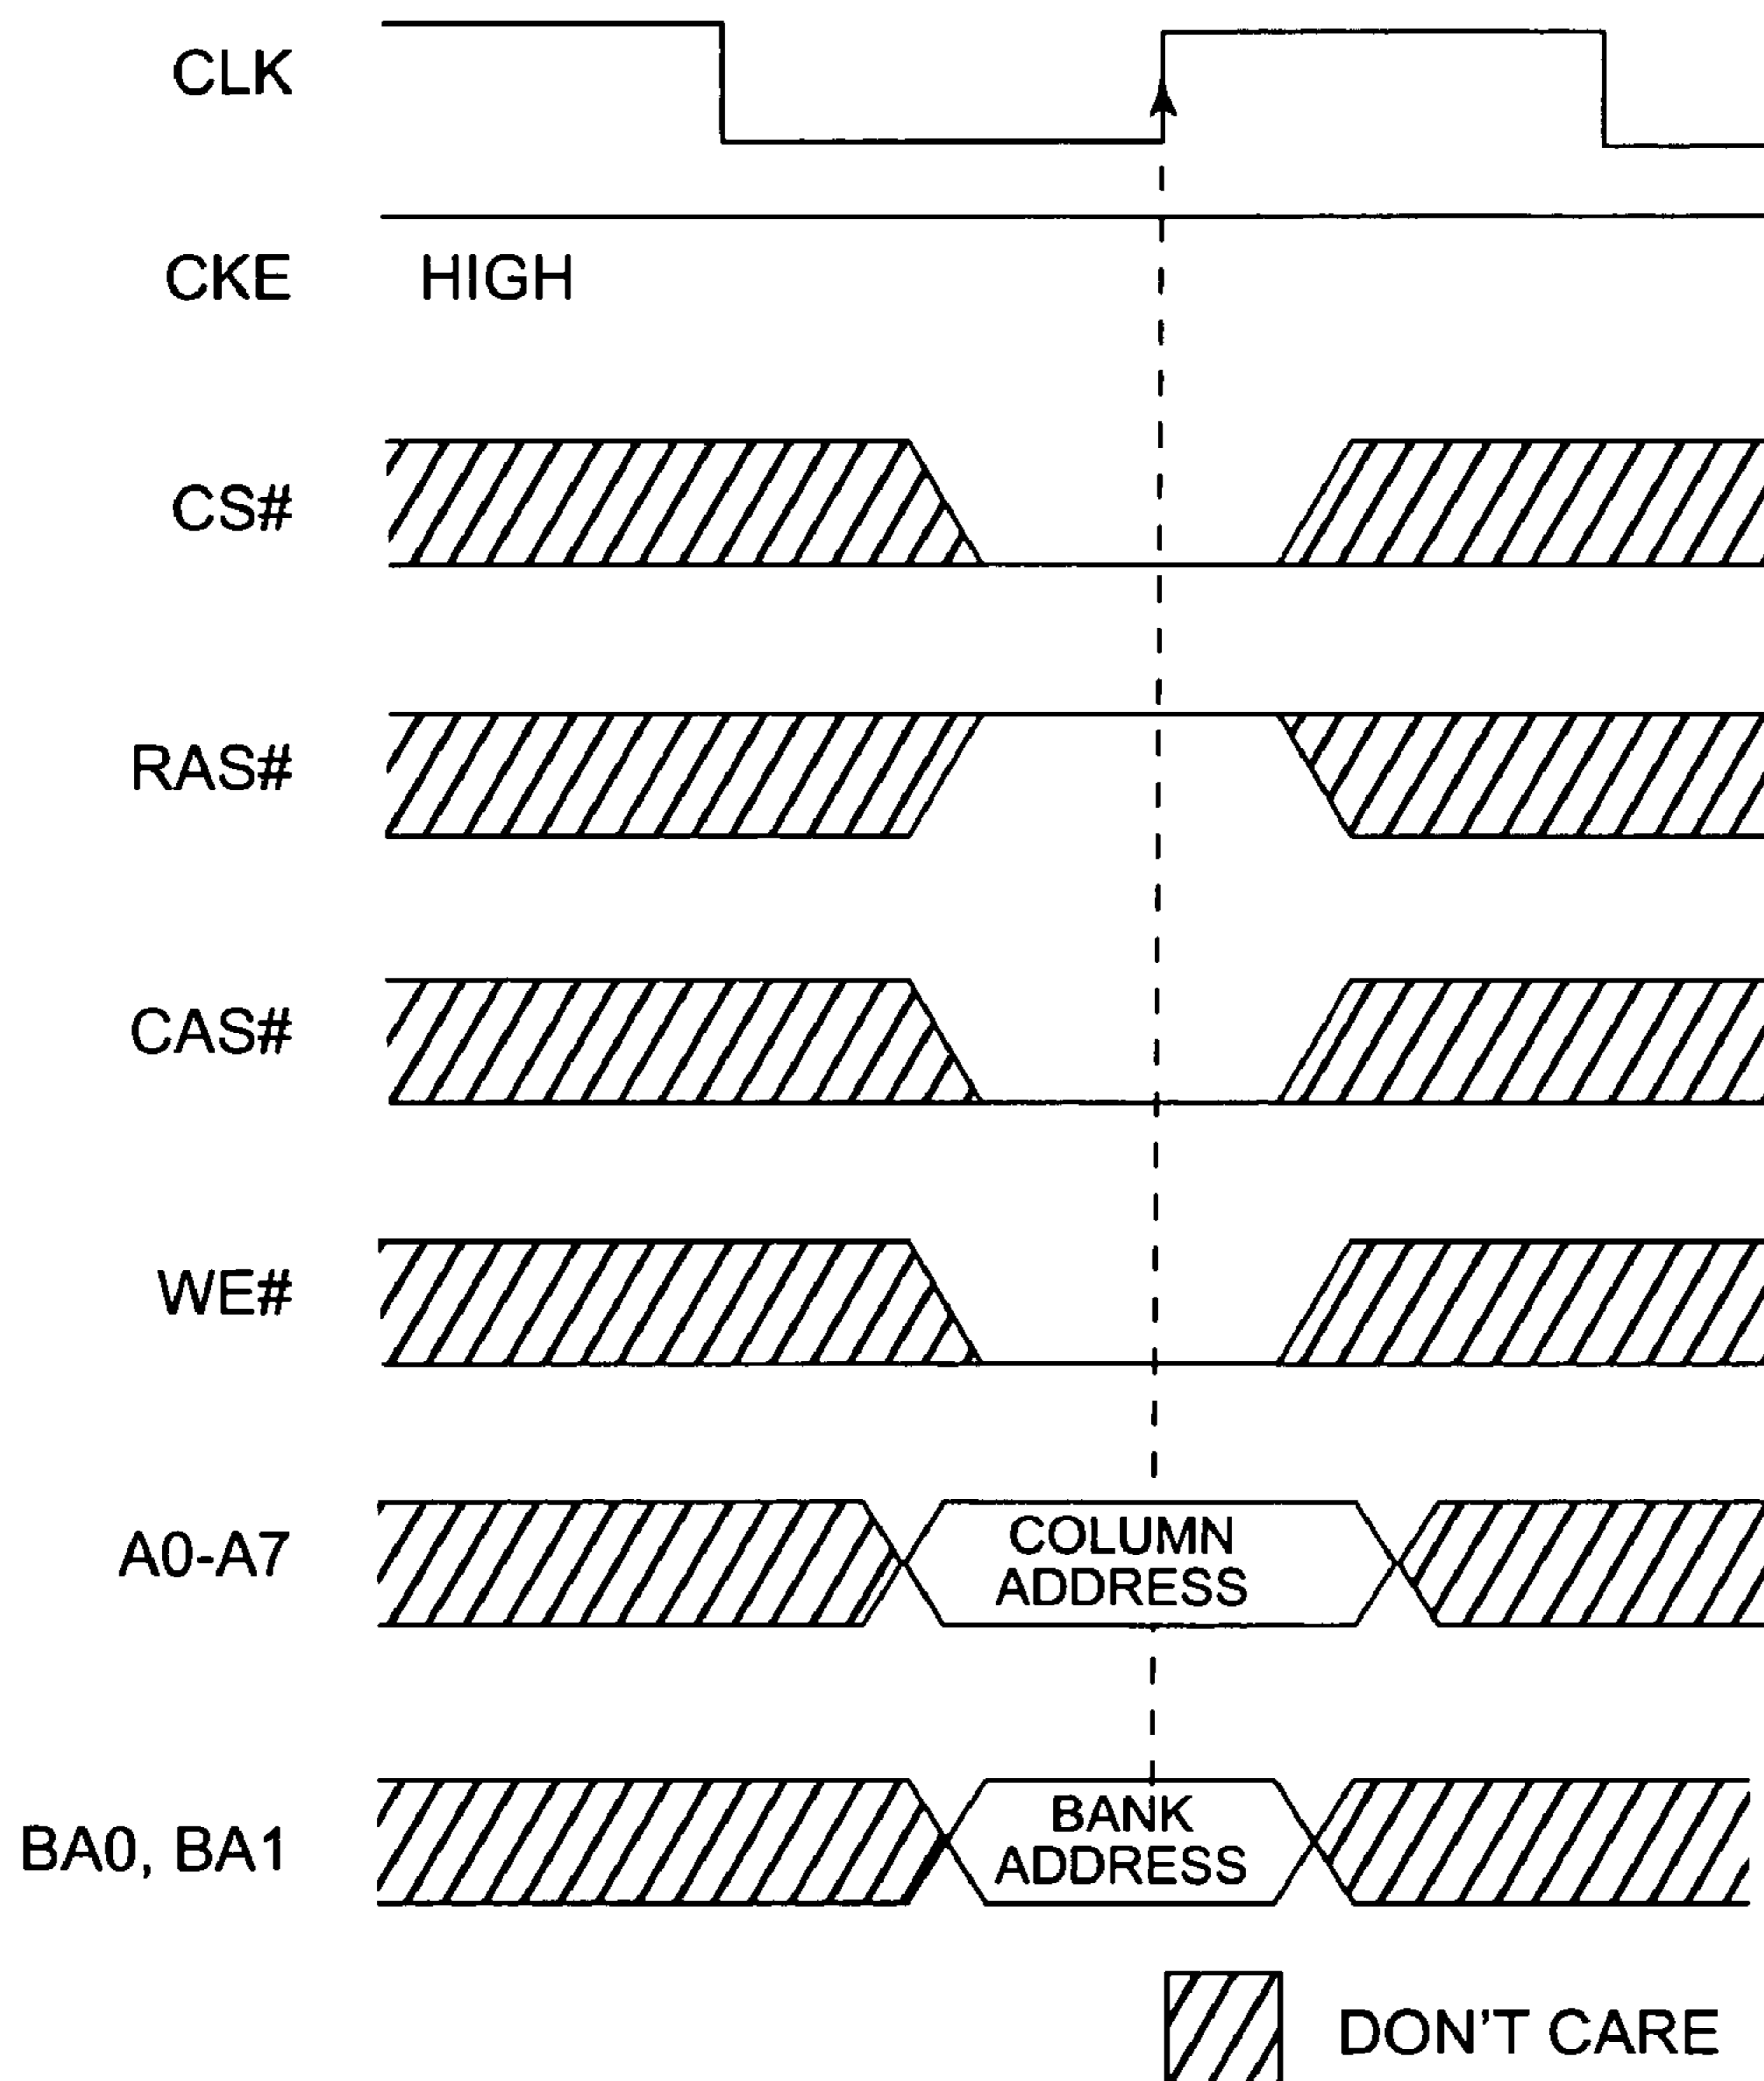 CLK
CKE HIGH
CS#
RAS#
CAS#
WE#
A0-A7
COLUMN
ADDRESS
BA0, BA1
BANK
ADDRESS
DON'T CARE